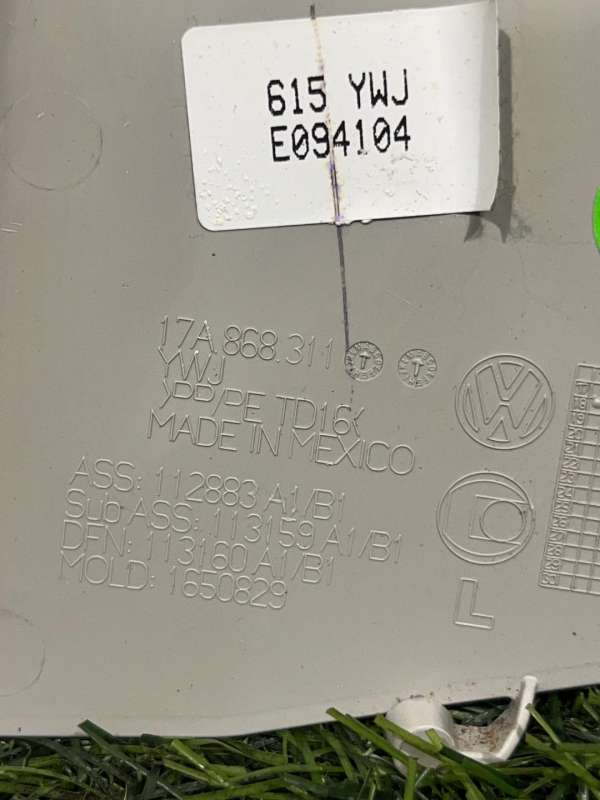 615 YWJ
E094104
17A.868.311
YWJ
>PP/PE TD16<
MADE IN MEXICO
ASS: 112883 A1/B1
Sub ASS: 113159 A1/B1
DFN: 113160 A1/B1
MOLD: 1650829
L